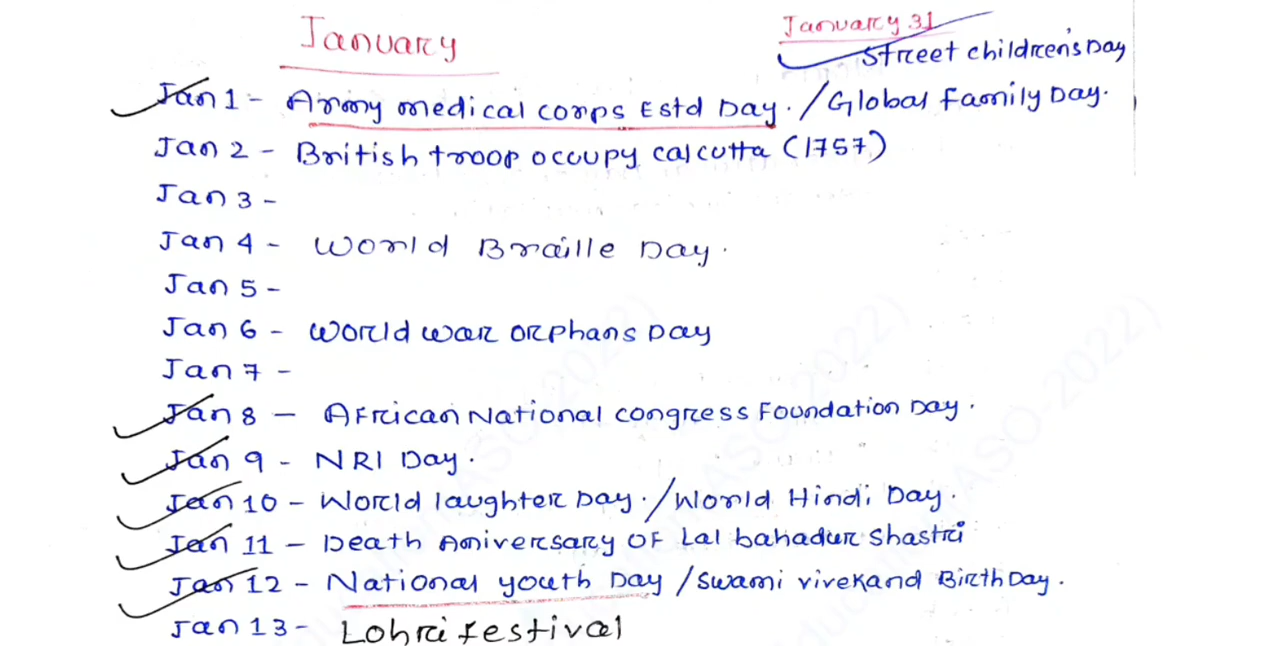 January
January 31
Street children's Day
Jan 1 - Army medical corps Estd Day. / Global Family Day.
Jan 2 - British troop occupy calcutta (1757)
Jan 3 -
Jan 4 - World Braille Day.
Jan 5 -
Jan 6 - World war orphans Day
Jan 7 -
Jan 8 - African National congress Foundation Day.
Jan 9 - NRI Day.
Jan 10 - World laughter Day. / World Hindi Day.
Jan 11 - Death Aniversary OF Lal bahadur Shastri
Jan 12 - National youth Day / Swami vivekand Birth Day.
Jan 13 - Lohri festival